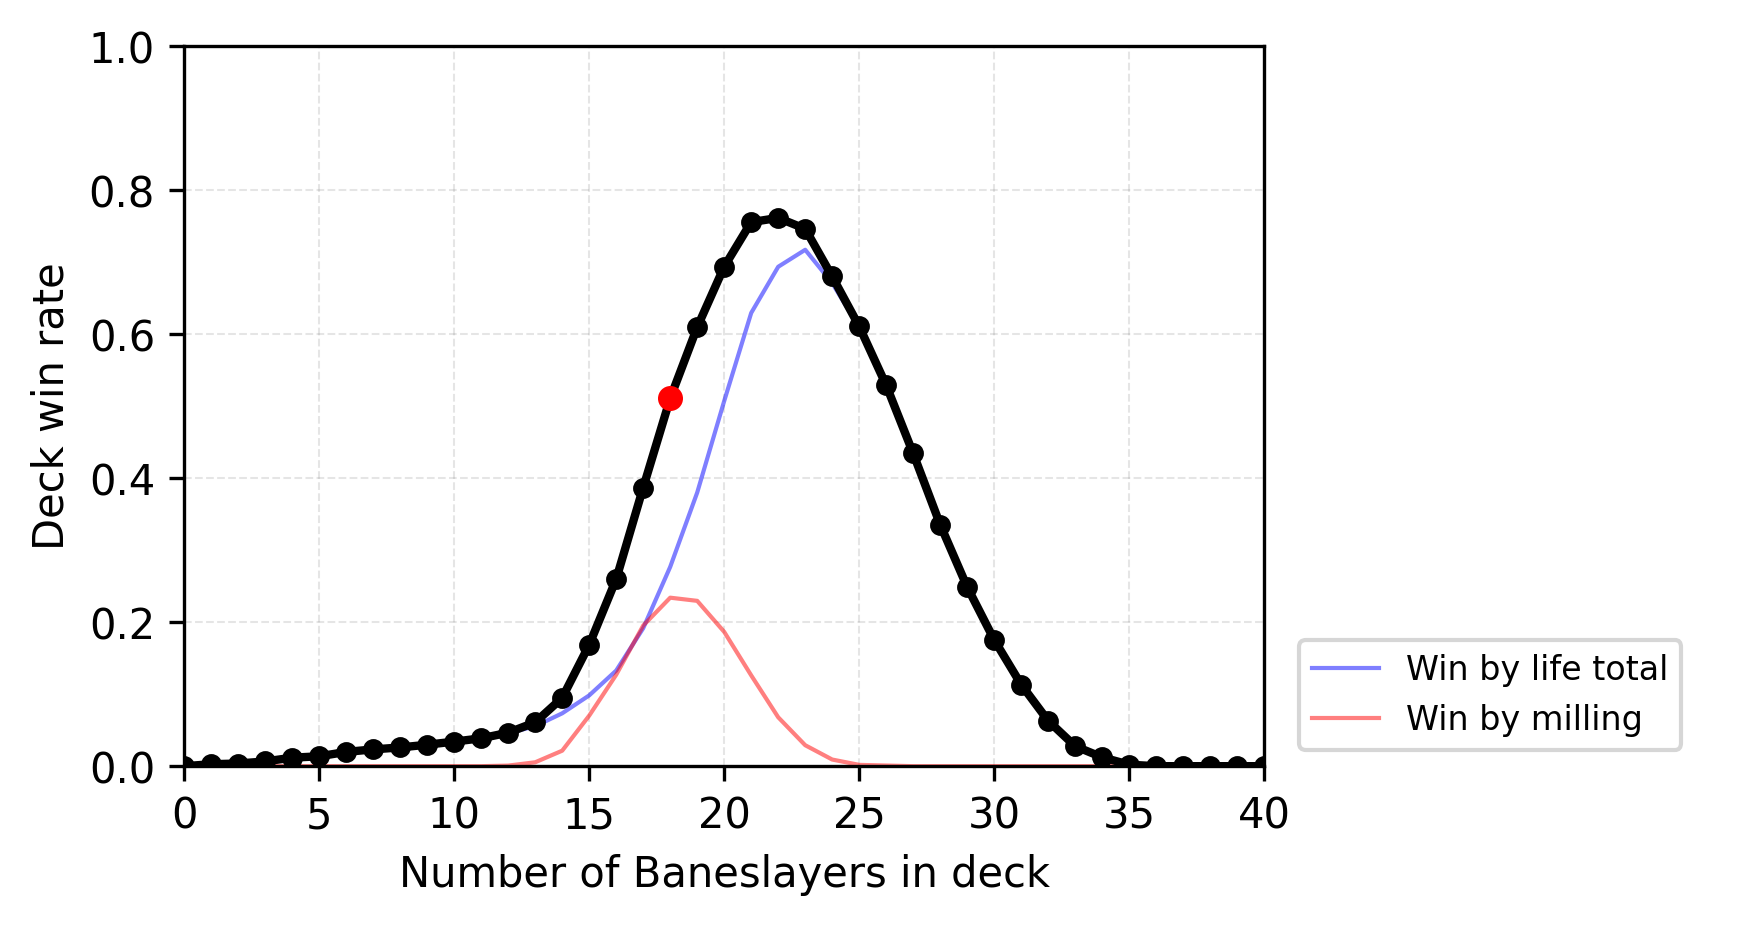 1.0
0.8
0.6
0.4
0.2
0.0
Deck win rate
0 5 10 15 20 25 30 35 40
Number of Baneslayers in deck
Win by life total
Win by milling